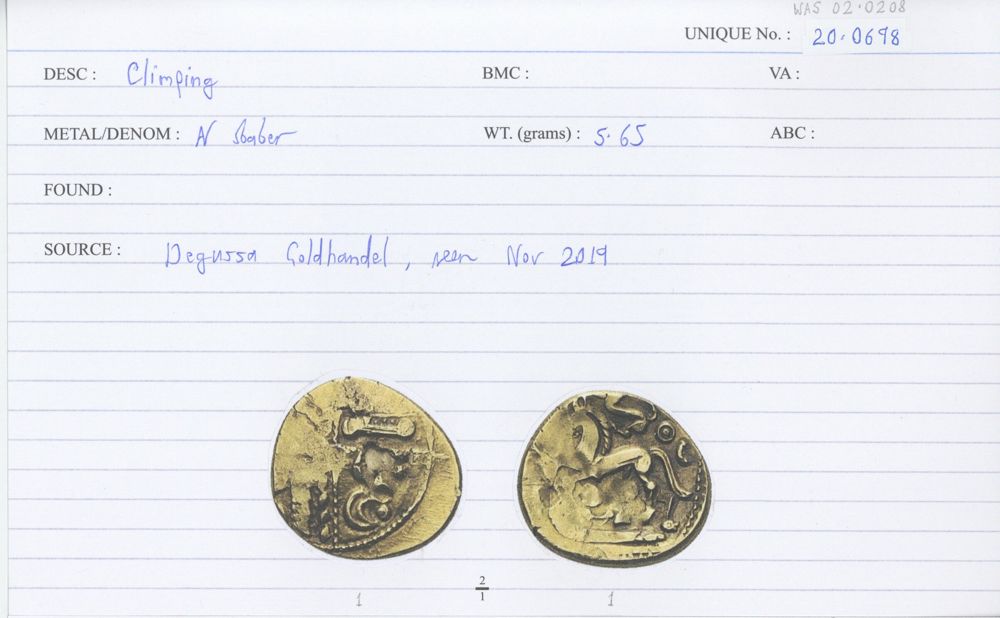 WAS 02·0208
UNIQUE No. : 20·0698
DESC : Climping BMC : VA :
METAL/DENOM : N stater WT. (grams) : 5·65 ABC :
FOUND :
SOURCE : Degussa Goldhandel, seen Nov 2019
2
1
1 1